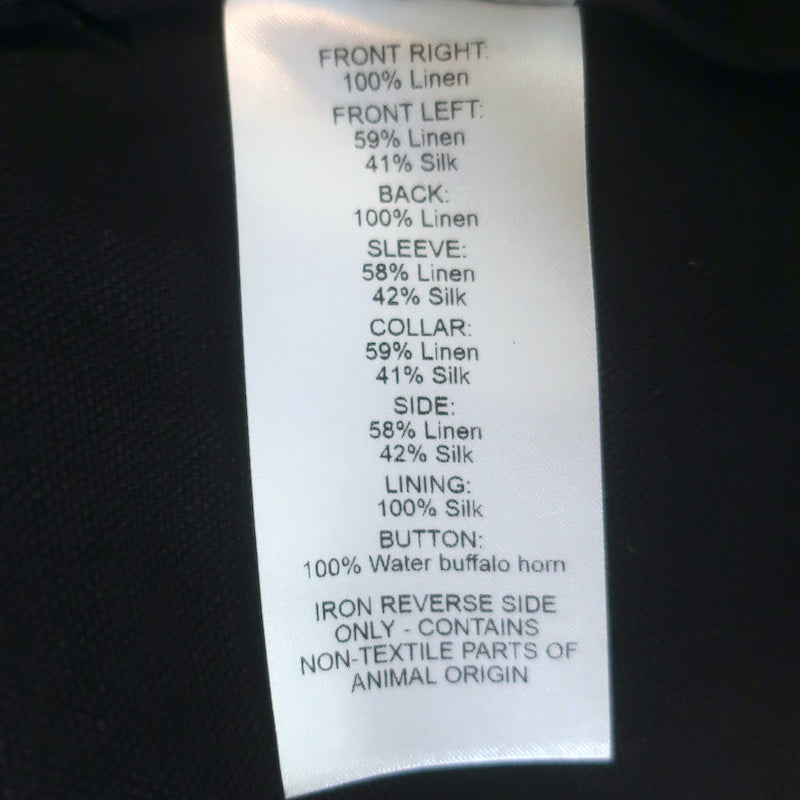 FRONT RIGHT:
100% Linen
FRONT LEFT:
59% Linen
41% Silk
BACK:
100% Linen
SLEEVE:
58% Linen
42% Silk
COLLAR:
59% Linen
41% Silk
SIDE:
58% Linen
42% Silk
LINING:
100% Silk
BUTTON:
100% Water buffalo horn
IRON REVERSE SIDE
ONLY - CONTAINS
NON-TEXTILE PARTS OF
ANIMAL ORIGIN